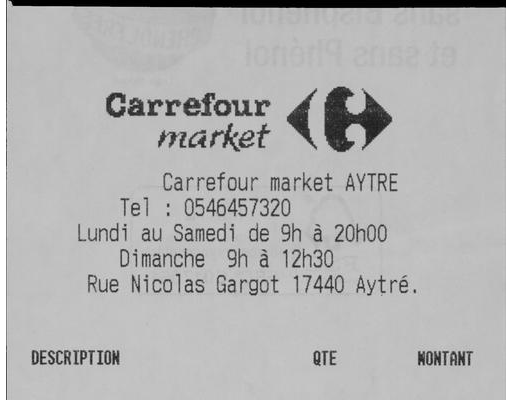 sans Bisphénol
et sans Phénol
Carrefour
market
Carrefour market AYTRE
Tel : 0546457320
Lundi au Samedi de 9h à 20h00
Dimanche 9h à 12h30
Rue Nicolas Gargot 17440 Aytré.
DESCRIPTION QTE MONTANT